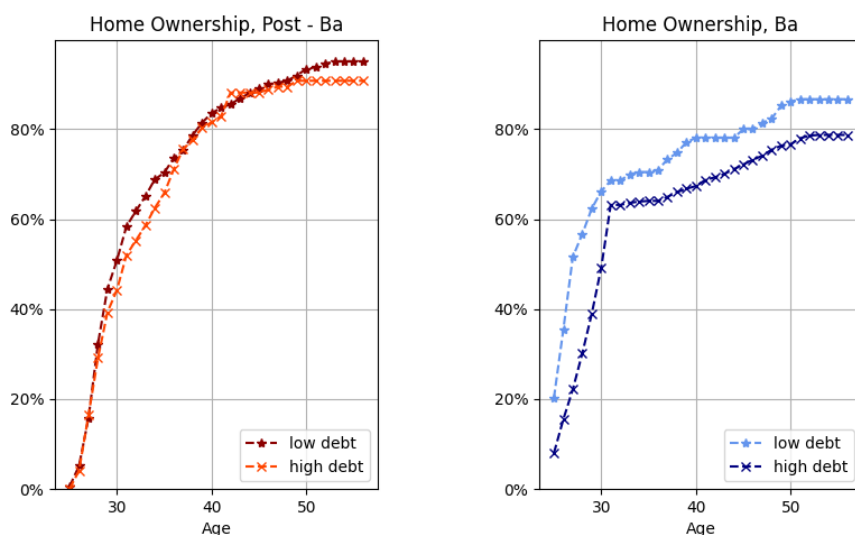 Home Ownership, Post - Ba
80%
60%
40%
20%
0%
30
40
50
Age
low debt
high debt
Home Ownership, Ba
80%
60%
40%
20%
0%
30
40
50
Age
low debt
high debt